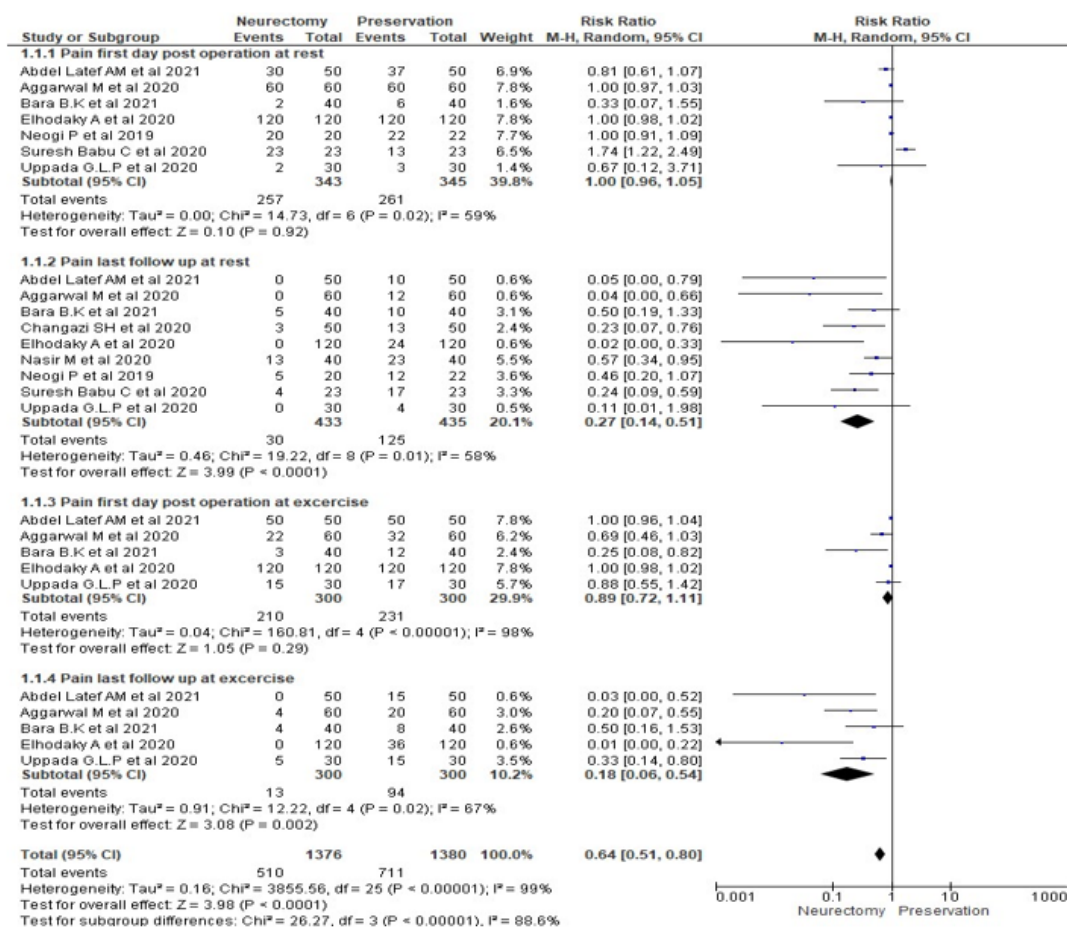 Neurectomy Preservation Risk Ratio Risk Ratio
Study or Subgroup Events Total Events Total Weight M-H, Random, 95% CI M-H, Random, 95% CI
1.1.1 Pain first day post operation at rest
Abdel Latef AM et al 2021 30 50 37 50 6.9% 0.81 [0.61, 1.07]
Aggarwal M et al 2020 60 60 60 60 7.8% 1.00 [0.97, 1.03]
Bara B.K et al 2021 2 40 6 40 1.6% 0.33 [0.07, 1.55]
Elhodaky A et al 2020 120 120 120 120 7.8% 1.00 [0.98, 1.02]
Neogi P et al 2019 20 20 22 22 7.7% 1.00 [0.91, 1.09]
Suresh Babu C et al 2020 23 23 13 23 6.5% 1.74 [1.22, 2.49]
Uppada G.L.P et al 2020 2 30 3 30 1.4% 0.67 [0.12, 3.71]
Subtotal (95% CI) 343 345 39.8% 1.00 [0.96, 1.05]
Total events 257 261
Heterogeneity: Tau² = 0.00; Chi² = 14.73, df = 6 (P = 0.02); I² = 59%
Test for overall effect: Z = 0.10 (P = 0.92)
1.1.2 Pain last follow up at rest
Abdel Latef AM et al 2021 0 50 10 50 0.6% 0.05 [0.00, 0.79]
Aggarwal M et al 2020 0 60 12 60 0.6% 0.04 [0.00, 0.66]
Bara B.K et al 2021 5 40 10 40 3.1% 0.50 [0.19, 1.33]
Changazi SH et al 2020 3 50 13 50 2.4% 0.23 [0.07, 0.76]
Elhodaky A et al 2020 0 120 24 120 0.6% 0.02 [0.00, 0.33]
Nasir M et al 2020 13 40 23 40 5.5% 0.57 [0.34, 0.95]
Neogi P et al 2019 5 20 12 22 3.6% 0.46 [0.20, 1.07]
Suresh Babu C et al 2020 4 23 17 23 3.3% 0.24 [0.09, 0.59]
Uppada G.L.P et al 2020 0 30 4 30 0.5% 0.11 [0.01, 1.98]
Subtotal (95% CI) 433 435 20.1% 0.27 [0.14, 0.51]
Total events 30 125
Heterogeneity: Tau² = 0.46; Chi² = 19.22, df = 8 (P = 0.01); I² = 58%
Test for overall effect: Z = 3.99 (P < 0.0001)
1.1.3 Pain first day post operation at excercise
Abdel Latef AM et al 2021 50 50 50 50 7.8% 1.00 [0.96, 1.04]
Aggarwal M et al 2020 22 60 32 60 6.2% 0.69 [0.46, 1.03]
Bara B.K et al 2021 3 40 12 40 2.4% 0.25 [0.08, 0.82]
Elhodaky A et al 2020 120 120 120 120 7.8% 1.00 [0.98, 1.02]
Uppada G.L.P et al 2020 15 30 17 30 5.7% 0.88 [0.55, 1.42]
Subtotal (95% CI) 300 300 29.9% 0.89 [0.72, 1.11]
Total events 210 231
Heterogeneity: Tau² = 0.04; Chi² = 160.81, df = 4 (P < 0.00001); I² = 98%
Test for overall effect: Z = 1.05 (P = 0.29)
1.1.4 Pain last follow up at excercise
Abdel Latef AM et al 2021 0 50 15 50 0.6% 0.03 [0.00, 0.52]
Aggarwal M et al 2020 4 60 20 60 3.0% 0.20 [0.07, 0.55]
Bara B.K et al 2021 4 40 8 40 2.6% 0.50 [0.16, 1.53]
Elhodaky A et al 2020 0 120 36 120 0.6% 0.01 [0.00, 0.22]
Uppada G.L.P et al 2020 5 30 15 30 3.5% 0.33 [0.14, 0.80]
Subtotal (95% CI) 300 300 10.2% 0.18 [0.06, 0.54]
Total events 13 94
Heterogeneity: Tau² = 0.91; Chi² = 12.22, df = 4 (P = 0.02); I² = 67%
Test for overall effect: Z = 3.08 (P = 0.002)
Total (95% CI) 1376 1380 100.0% 0.64 [0.51, 0.80]
Total events 510 711
Heterogeneity: Tau² = 0.16; Chi² = 3855.56, df = 25 (P < 0.00001); I² = 99%
Test for overall effect: Z = 3.98 (P < 0.0001)
Test for subgroup differences: Chi² = 26.27, df = 3 (P < 0.00001), I² = 88.6%
0.001 0.1 1 10 1000
Neurectomy Preservation